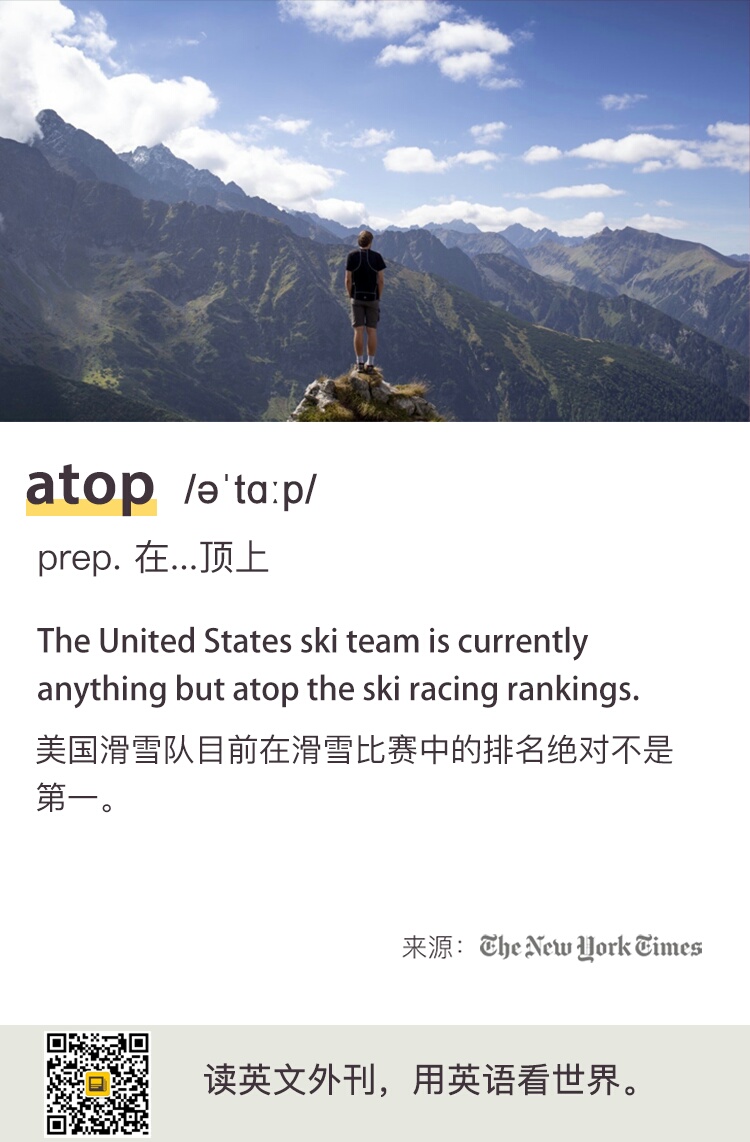 atop /əˈtɑːp/
prep. 在...顶上
The United States ski team is currently
anything but atop the ski racing rankings.
美国滑雪队目前在滑雪比赛中的排名绝对不是
第一。
来源：The New York Times
读英文外刊，用英语看世界。